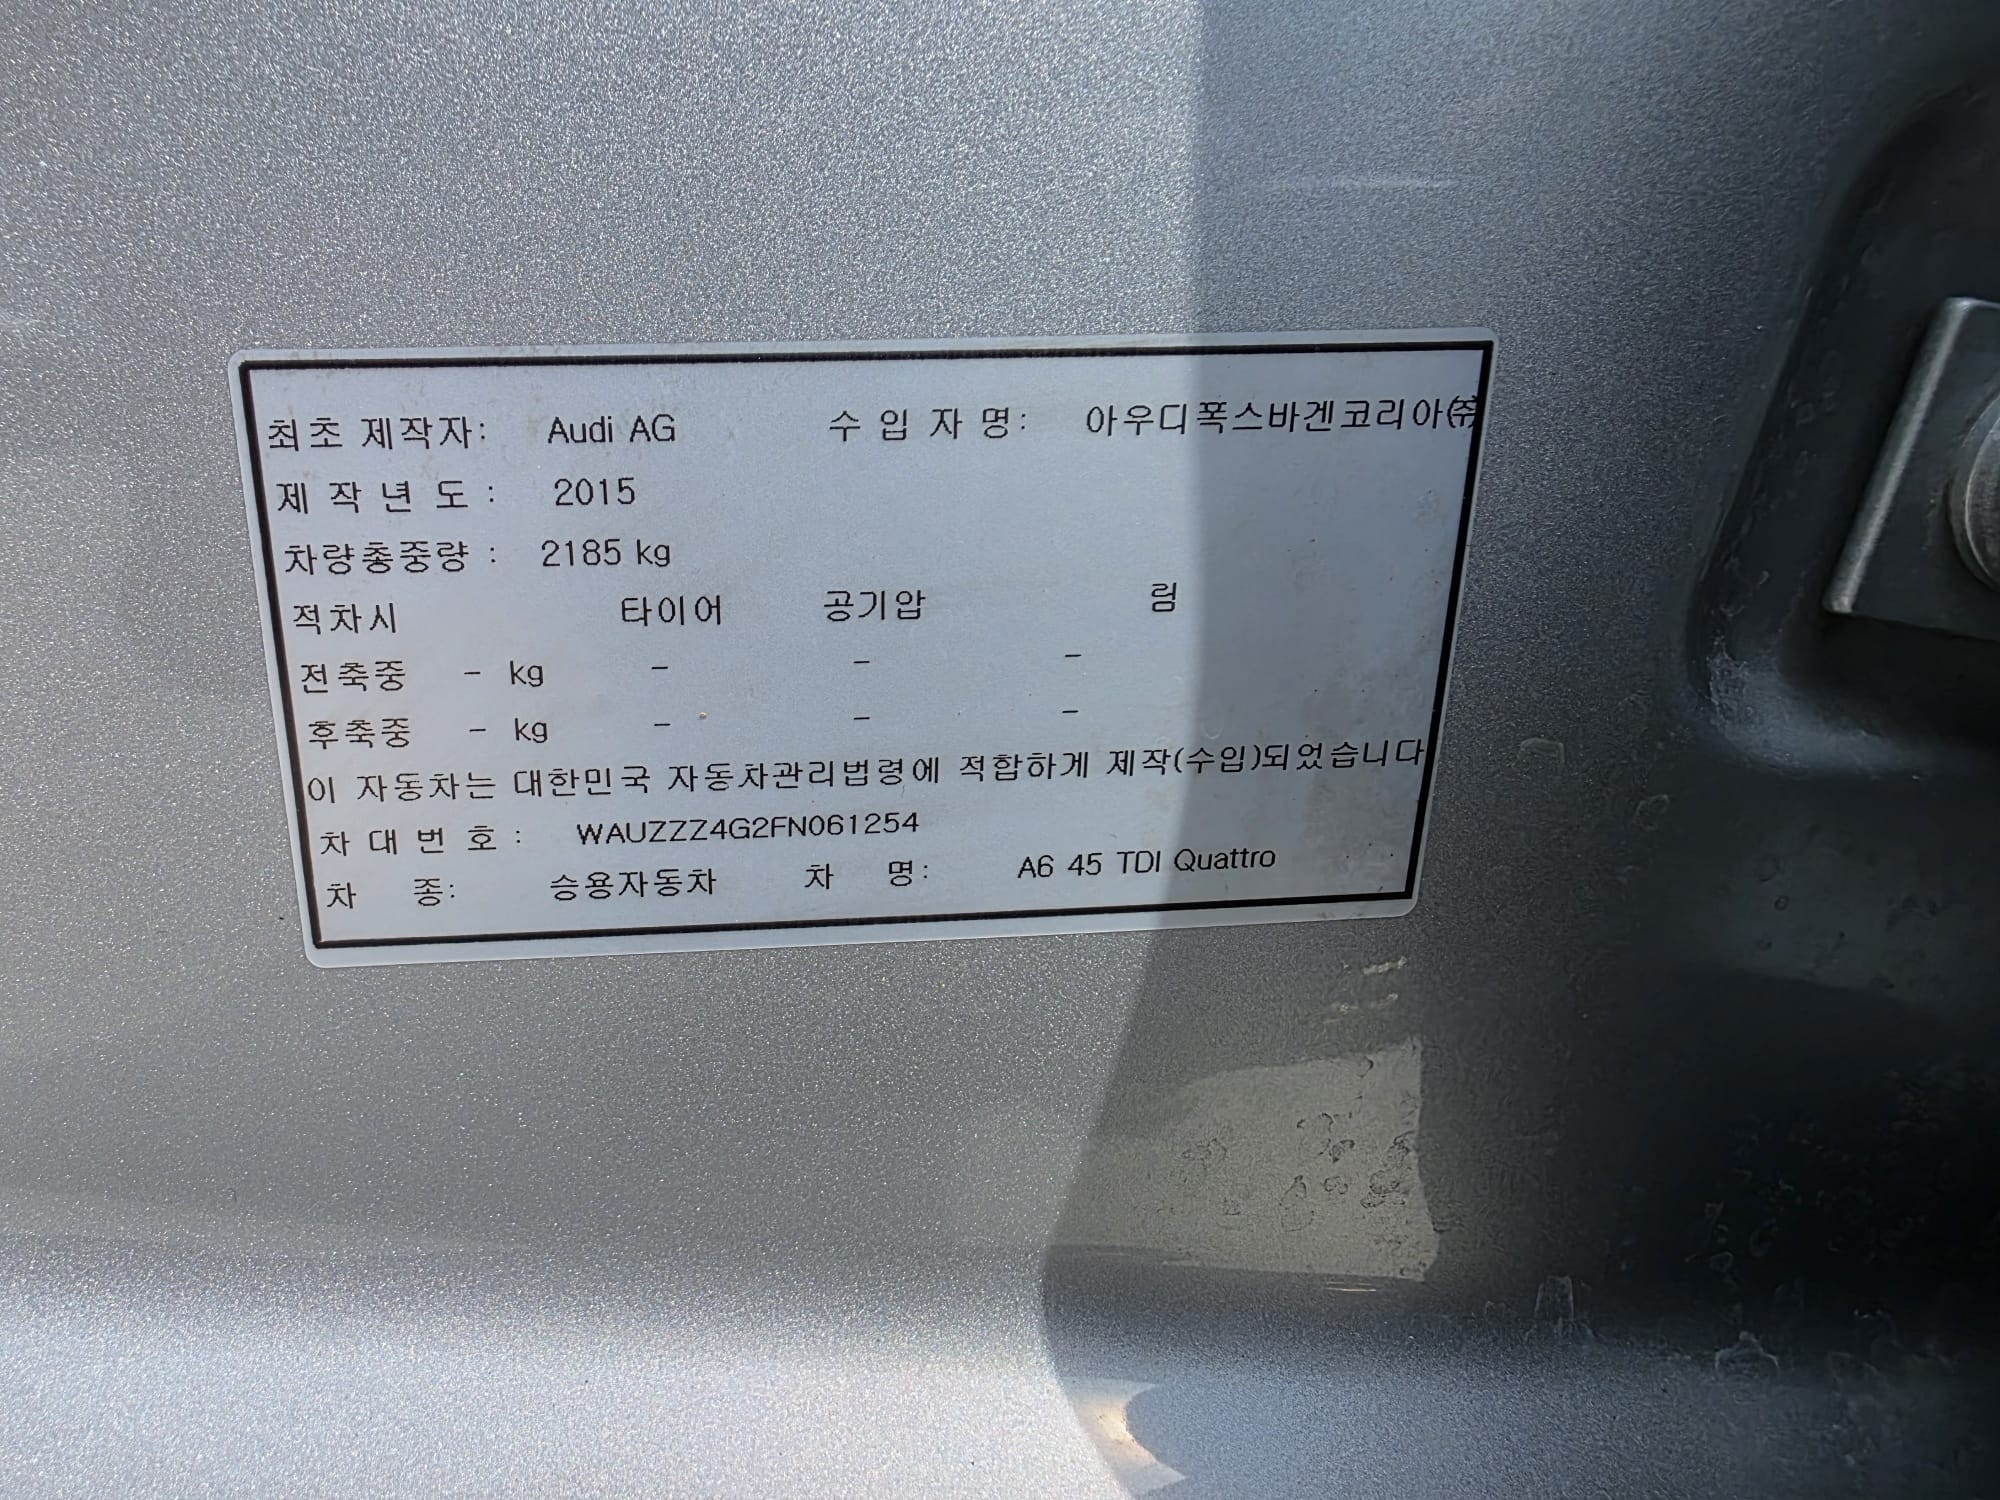 최초 제작자: Audi AG 수 입 자 명: 아우디폭스바겐코리아㈜
제 작 년 도 : 2015
차량총중량 : 2185 kg
적차시 타이어 공기압 림
전축중 - kg - - -
후축중 - kg - - -
이 자동차는 대한민국 자동차관리법령에 적합하게 제작(수입)되었습니다
차 대 번 호 : WAUZZZ4G2FN061254
차 종: 승용자동차 차 명: A6 45 TDI Quattro